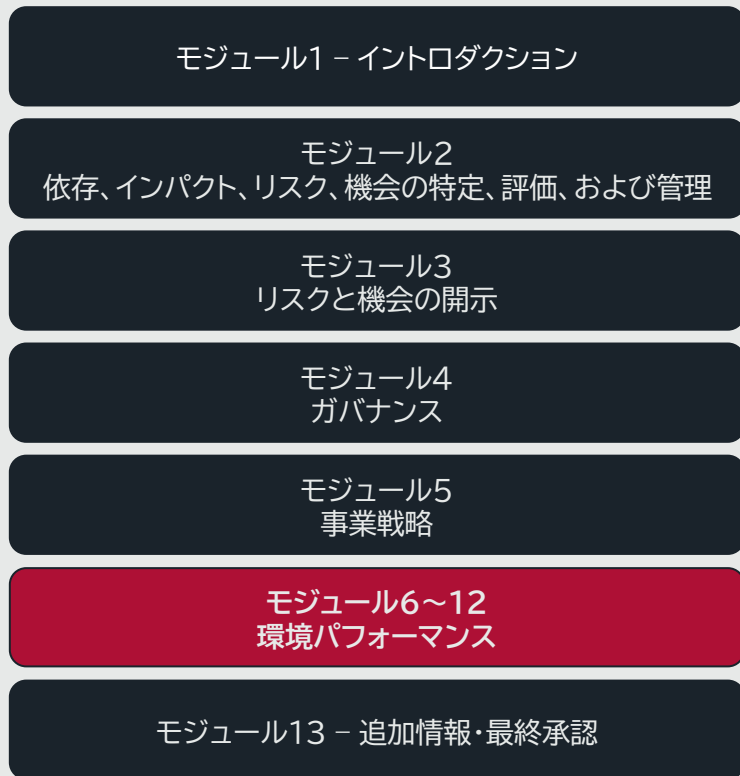 モジュール1 – イントロダクション
モジュール2
依存、インパクト、リスク、機会の特定、評価、および管理
モジュール3
リスクと機会の開示
モジュール4
ガバナンス
モジュール5
事業戦略
モジュール6～12
環境パフォーマンス
モジュール13 – 追加情報・最終承認